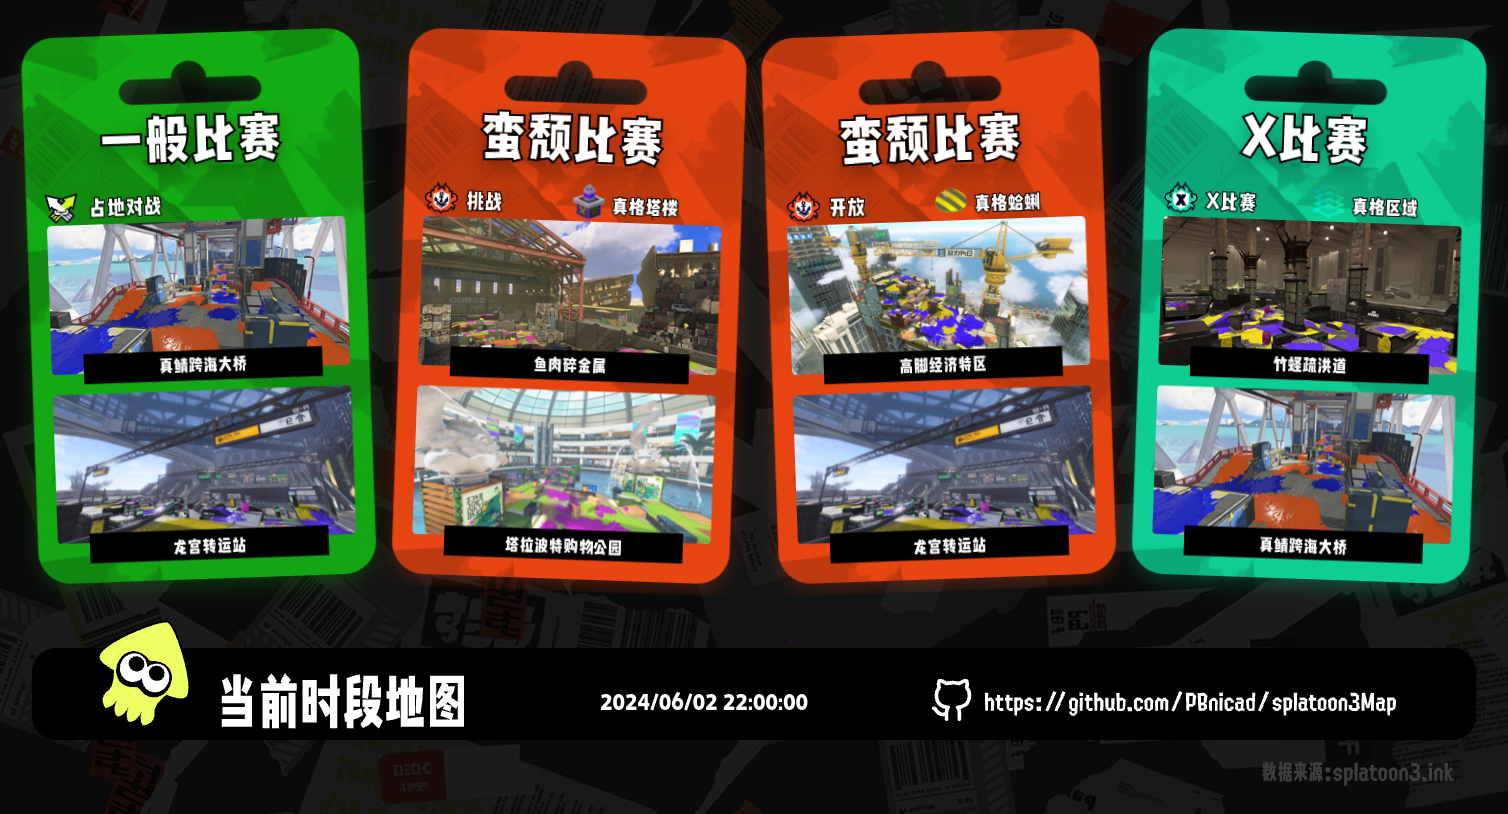 一般比赛
占地对战
真鲭跨海大桥
龙宫转运站
蛮颓比赛
挑战
真格塔楼
鱼肉碎金属
塔拉波特购物公园
蛮颓比赛
开放
真格蛤蜊
高脚经济特区
龙宫转运站
X比赛
X比赛
真格区域
竹蛏疏洪道
真鲭跨海大桥
当前时段地图
2024/06/02 22:00:00
https://github.com/PBnicad/splatoon3Map
数据来源:splatoon3.ink